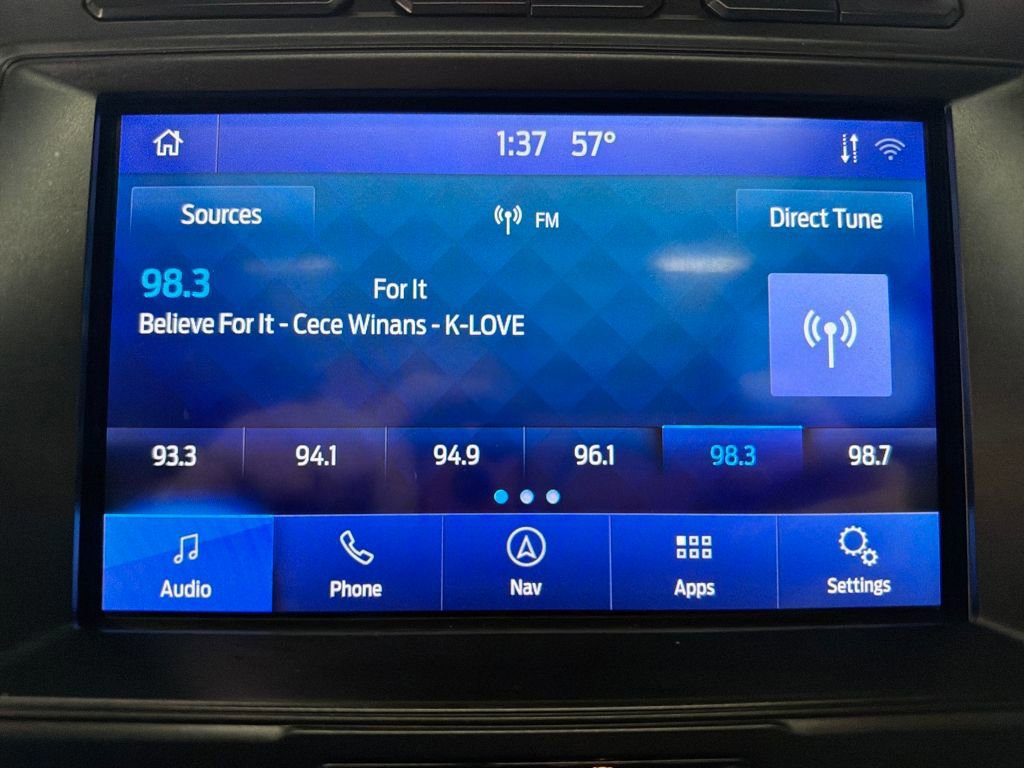 1:37 57°
Sources
FM
Direct Tune
98.3
For It
Believe For It - Cece Winans - K-LOVE
93.3
94.1
94.9
96.1
98.3
98.7
Audio
Phone
Nav
Apps
Settings